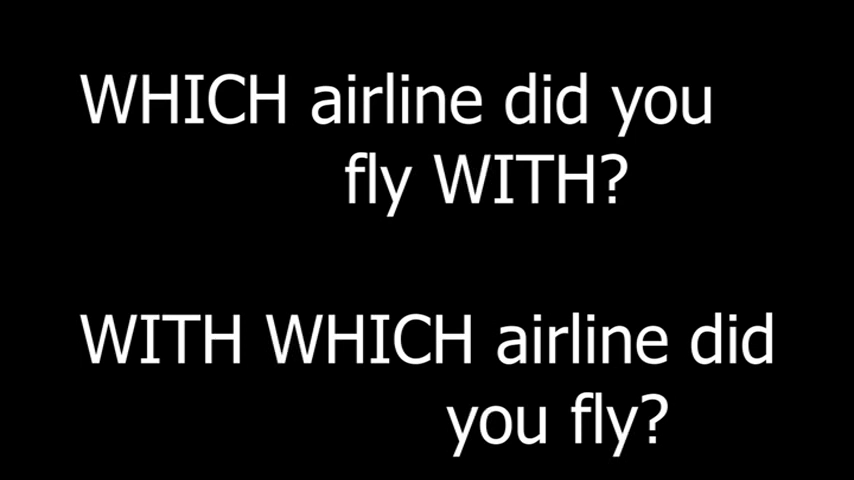 WHICH airline did you
fly WITH?
WITH WHICH airline did
you fly?